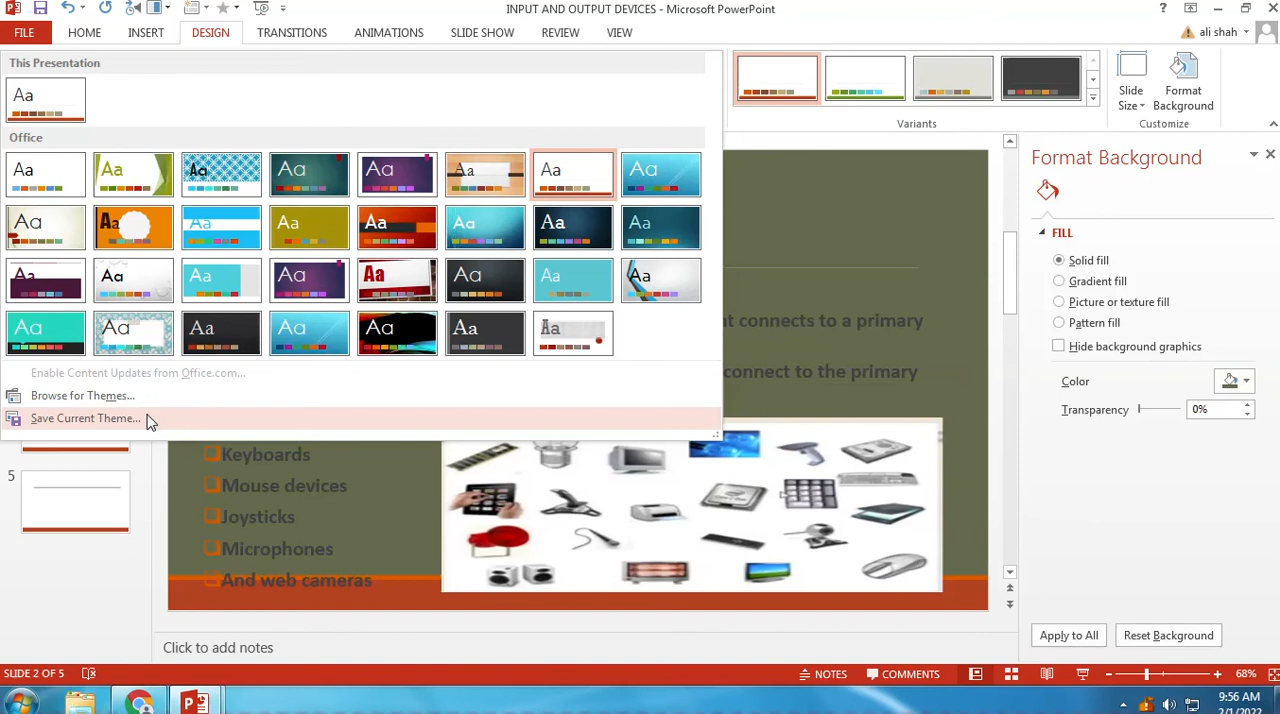 INPUT AND OUTPUT DEVICES - Microsoft PowerPoint
FILE HOME INSERT DESIGN TRANSITIONS ANIMATIONS SLIDE SHOW REVIEW VIEW ali shah
This Presentation
Aa
Office
Aa Aa Aa Aa Aa Aa Aa Aa
Aa Aa Aa Aa Aa Aa Aa Aa
Aa Aa Aa Aa Aa Aa Aa Aa
Aa Aa Aa Aa Aa Aa Aa
Enable Content Updates from Office.com...
Browse for Themes...
Save Current Theme...
Variants
Slide
Size
Format
Background
Customize
Format Background
FILL
Solid fill
Gradient fill
Picture or texture fill
Pattern fill
Hide background graphics
Color
Transparency 0%
Apply to All Reset Background
connects to a primary
connect to the primary
Keyboards
Mouse devices
Joysticks
Microphones
And web cameras
5
Click to add notes
SLIDE 2 OF 5 NOTES COMMENTS 68%
9:56 AM
2/1/2022